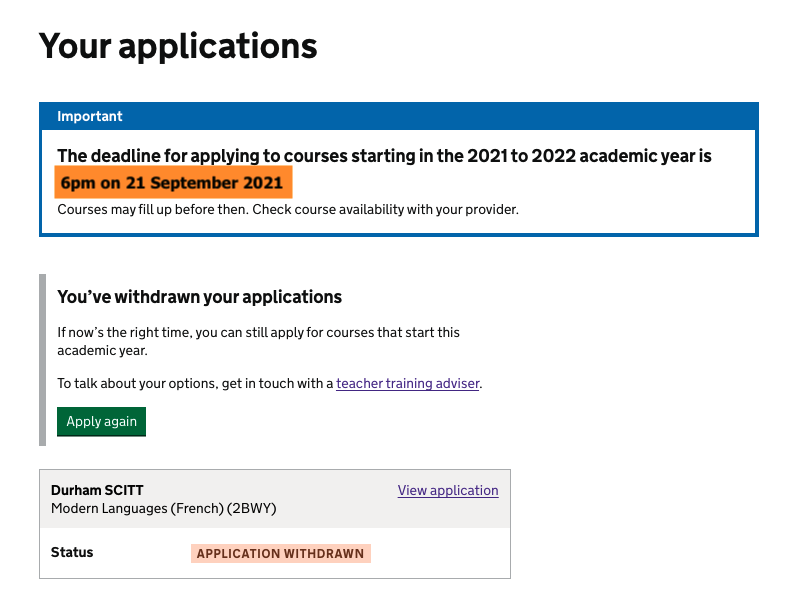 Your applications
Important
The deadline for applying to courses starting in the 2021 to 2022 academic year is
6pm on 21 September 2021
Courses may fill up before then. Check course availability with your provider.
You’ve withdrawn your applications
If now’s the right time, you can still apply for courses that start this
academic year.
To talk about your options, get in touch with a teacher training adviser.
Apply again
Durham SCITT
View application
Modern Languages (French) (2BWY)
Status
APPLICATION WITHDRAWN